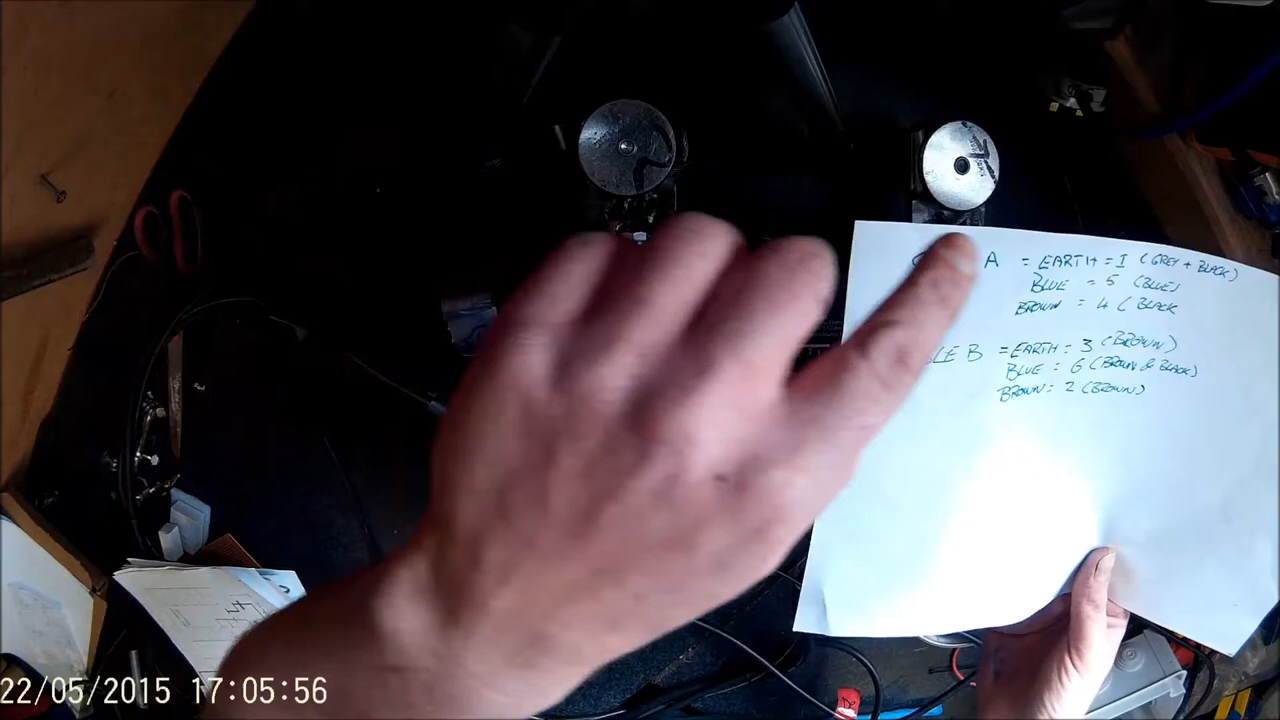 A = EARTH = 1 (GREY + BLACK)
BLUE = 5 (BLUE)
BROWN = 4 (BLACK
LE B = EARTH = 3 (BROWN)
BLUE = 6 (BROWN & BLACK)
BROWN = 2 (BROWN)
22/05/2015 17:05:56